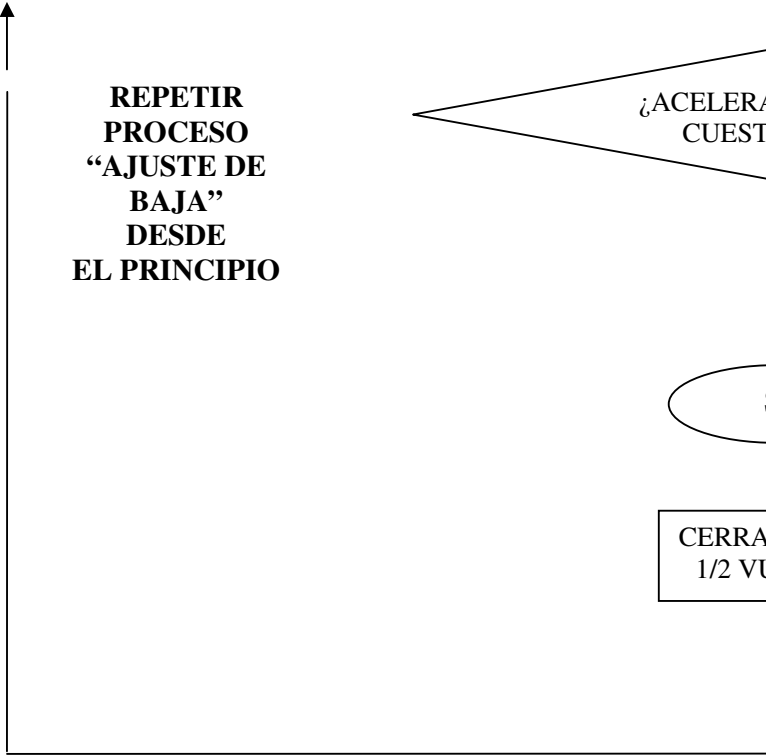 REPETIR
PROCESO
“AJUSTE DE
BAJA”
DESDE
EL PRINCIPIO
¿ACELERA
CUEST
CERRA
1/2 VU